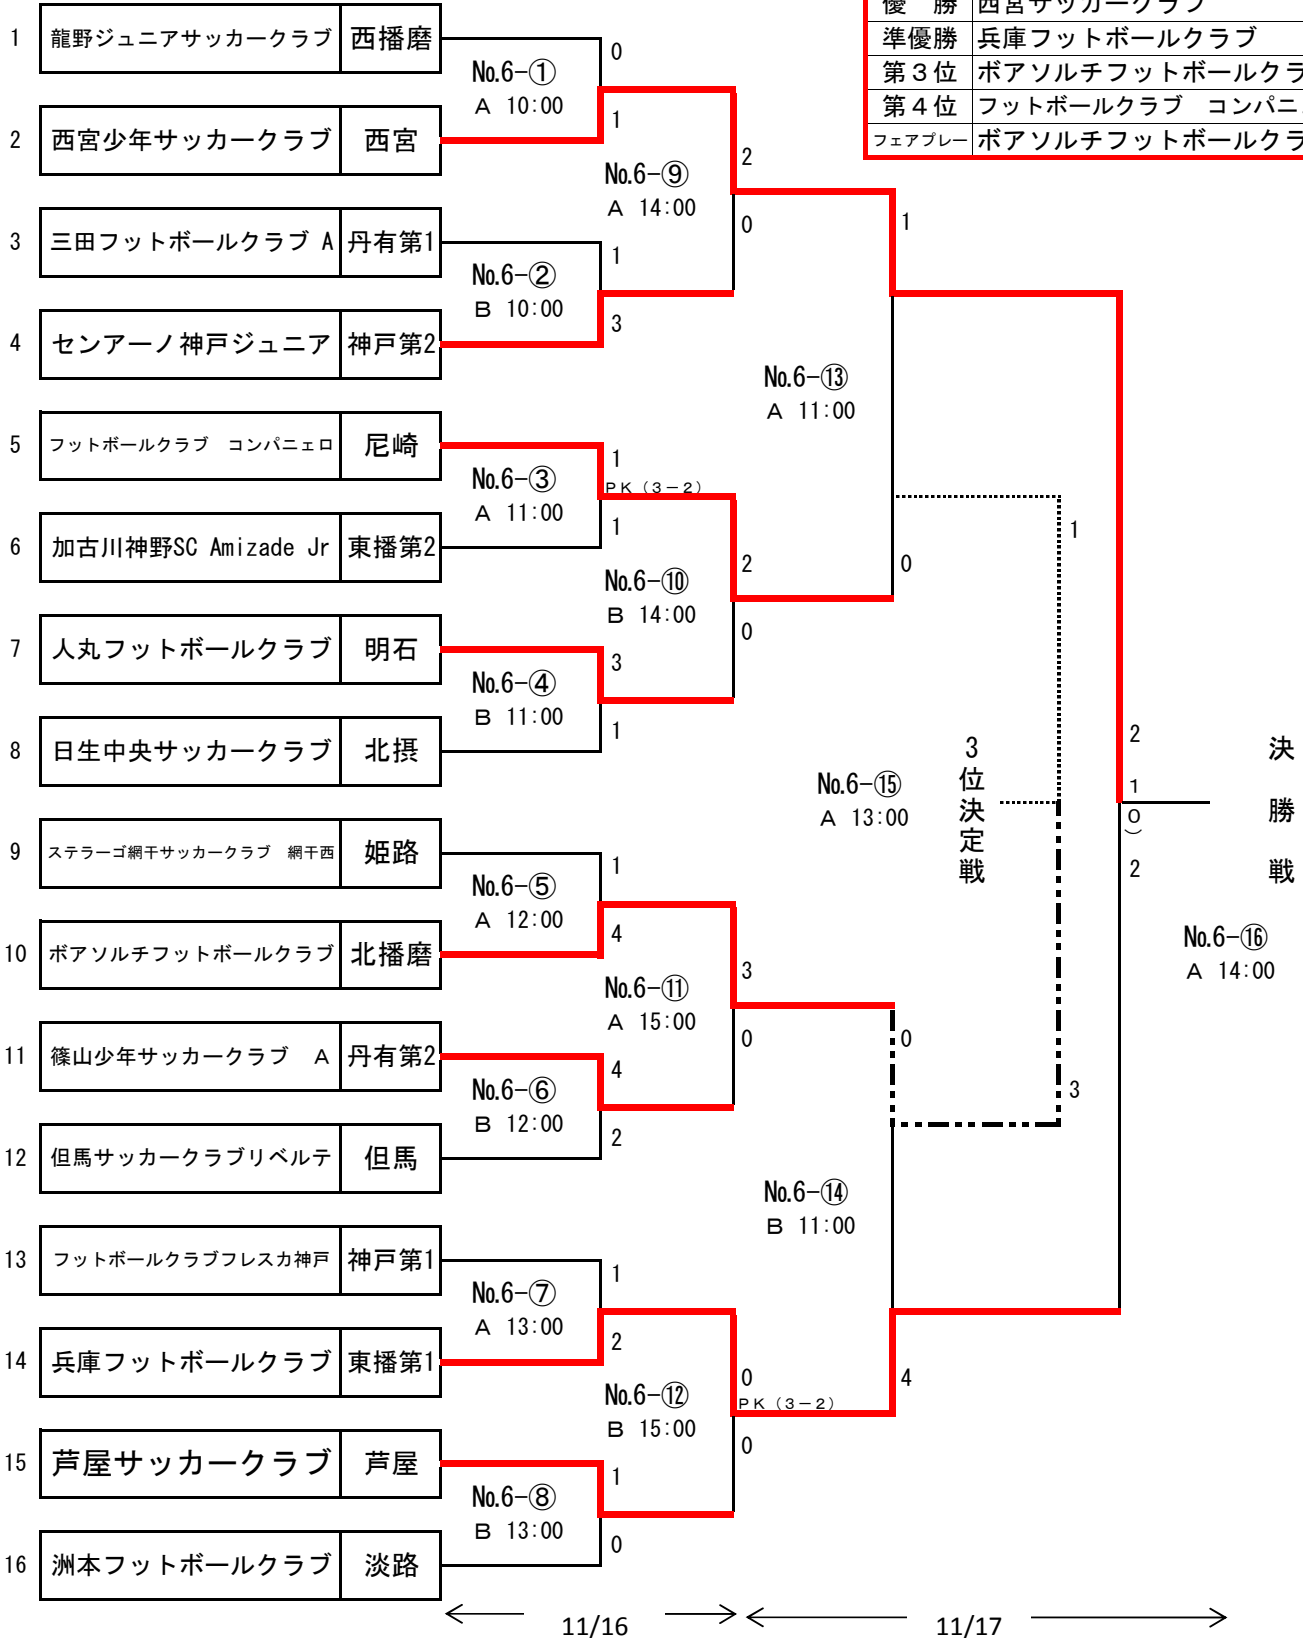 優　勝 西宮サッカークラブ
準優勝 兵庫フットボールクラブ
第３位 ボアソルチフットボールクラ
第４位 フットボールクラブ　コンパニ
フェアプレー ボアソルチフットボールクラ
1 龍野ジュニアサッカークラブ 西播磨
0
No.6-①
A 10:00
1
2 西宮少年サッカークラブ 西宮
2
No.6-⑨
A 14:00
0
1
3 三田フットボールクラブ A 丹有第1
1
No.6-②
B 10:00
3
4 センアーノ神戸ジュニア 神戸第2
No.6-⑬
A 11:00
5 フットボールクラブ　コンパニェロ 尼崎
1
No.6-③
PK（3－2）
A 11:00
1
6 加古川神野SC Amizade Jr 東播第2
2
0
1
No.6-⑩
B 14:00
0
7 人丸フットボールクラブ 明石
3
No.6-④
B 11:00
1
8 日生中央サッカークラブ 北摂
2
3位決定戦
決勝戦
No.6-⑮
A 13:00
1
0）
2
9 ステラーゴ網干サッカークラブ　網干西 姫路
1
No.6-⑤
A 12:00
4
10 ボアソルチフットボールクラブ 北播磨
No.6-⑯
A 14:00
3
No.6-⑪
A 15:00
0
0
11 篠山少年サッカークラブ　A 丹有第2
4
No.6-⑥
B 12:00
2
3
12 但馬サッカークラブリベルテ 但馬
No.6-⑭
B 11:00
13 フットボールクラブフレスカ神戸 神戸第1
1
No.6-⑦
A 13:00
2
14 兵庫フットボールクラブ 東播第1
0
4
No.6-⑫
PK（3－2）
B 15:00
0
15 芦屋サッカークラブ 芦屋
1
No.6-⑧
B 13:00
0
16 洲本フットボールクラブ 淡路
11/16
11/17